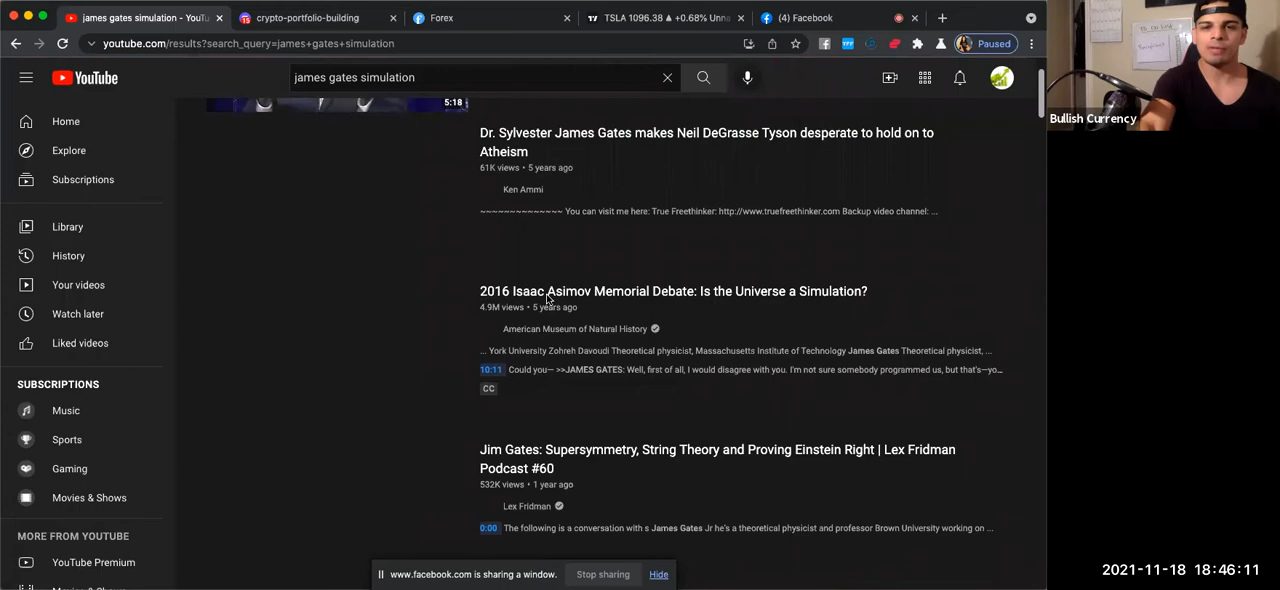 james gates simulation - YouTu
15
crypto-portfolio-building
Forex
TSLA 1096.38 ▲ +0.68% Unna
(4) Facebook
youtube.com/results?search_query=james+gates+simulation
Paused
YouTube
james gates simulation
Bullish Currency
5:18
Home
Explore
Subscriptions
Library
History
Your videos
Watch later
Liked videos
SUBSCRIPTIONS
Music
Sports
Gaming
Movies & Shows
MORE FROM YOUTUBE
YouTube Premium
Dr. Sylvester James Gates makes Neil DeGrasse Tyson desperate to hold on to
Atheism
61K views • 5 years ago
Ken Ammi
~~~~~~~~~~~~~~ You can visit me here: True Freethinker: http://www.truefreethinker.com Backup video channel: ...
2016 Isaac Asimov Memorial Debate: Is the Universe a Simulation?
4.9M views • 5 years ago
American Museum of Natural History
... York University Zohreh Davoudi Theoretical physicist, Massachusetts Institute of Technology James Gates Theoretical physicist, ...
10:11 Could you— >>JAMES GATES: Well, first of all, I would disagree with you. I'm not sure somebody programmed us, but that's—yo...
CC
Jim Gates: Supersymmetry, String Theory and Proving Einstein Right | Lex Fridman
Podcast #60
532K views • 1 year ago
Lex Fridman
0:00 The following is a conversation with s James Gates Jr he's a theoretical physicist and professor Brown University working on ...
www.facebook.com is sharing a window.
Stop sharing
Hide
2021-11-18 18:46:11